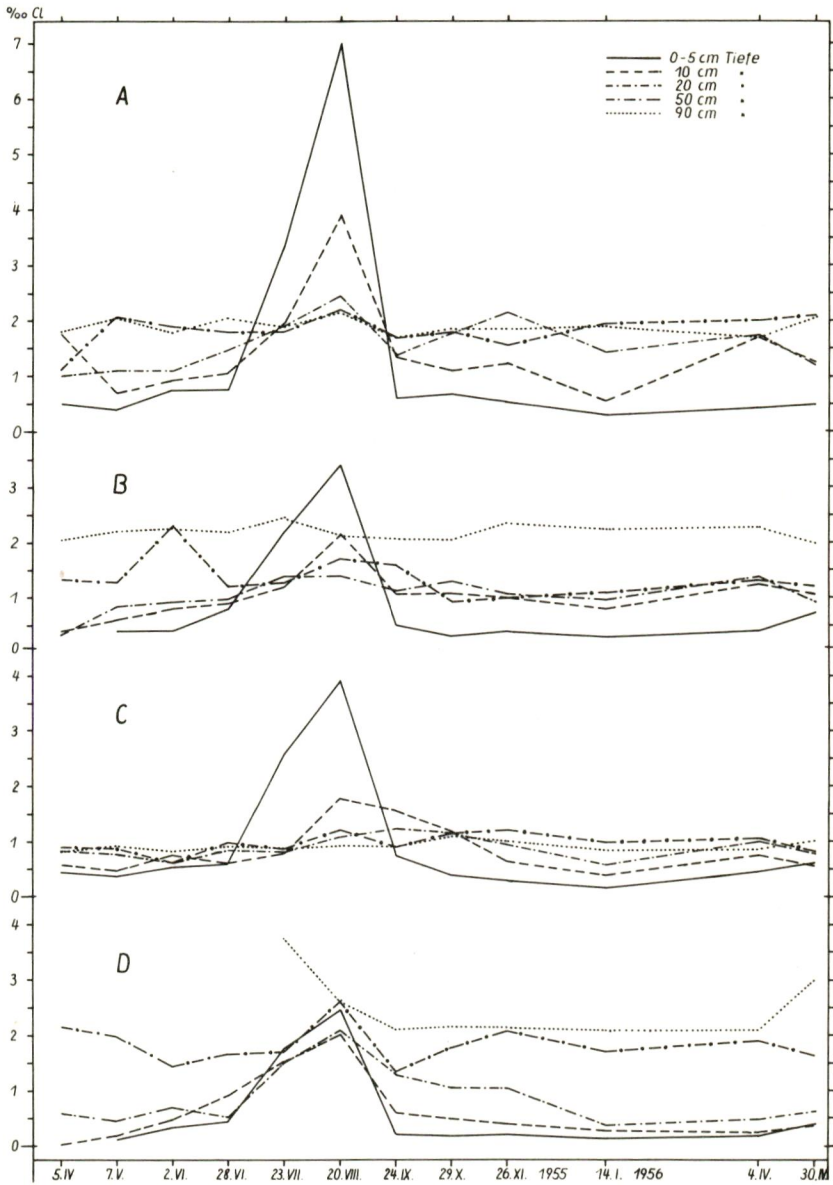 ‰ Cl
0-5 cm Tiefe
10 cm "
20 cm "
50 cm "
90 cm "
A
7
6
5
4
3
2
1
0
B
3
2
1
0
C
4
3
2
1
0
D
4
3
2
1
0
5.IV 7.V. 2.VI. 28.VI. 23.VII. 20.VIII. 24.IX. 29.X. 26.XI. 1955 14.I. 1956 4.IV. 30.